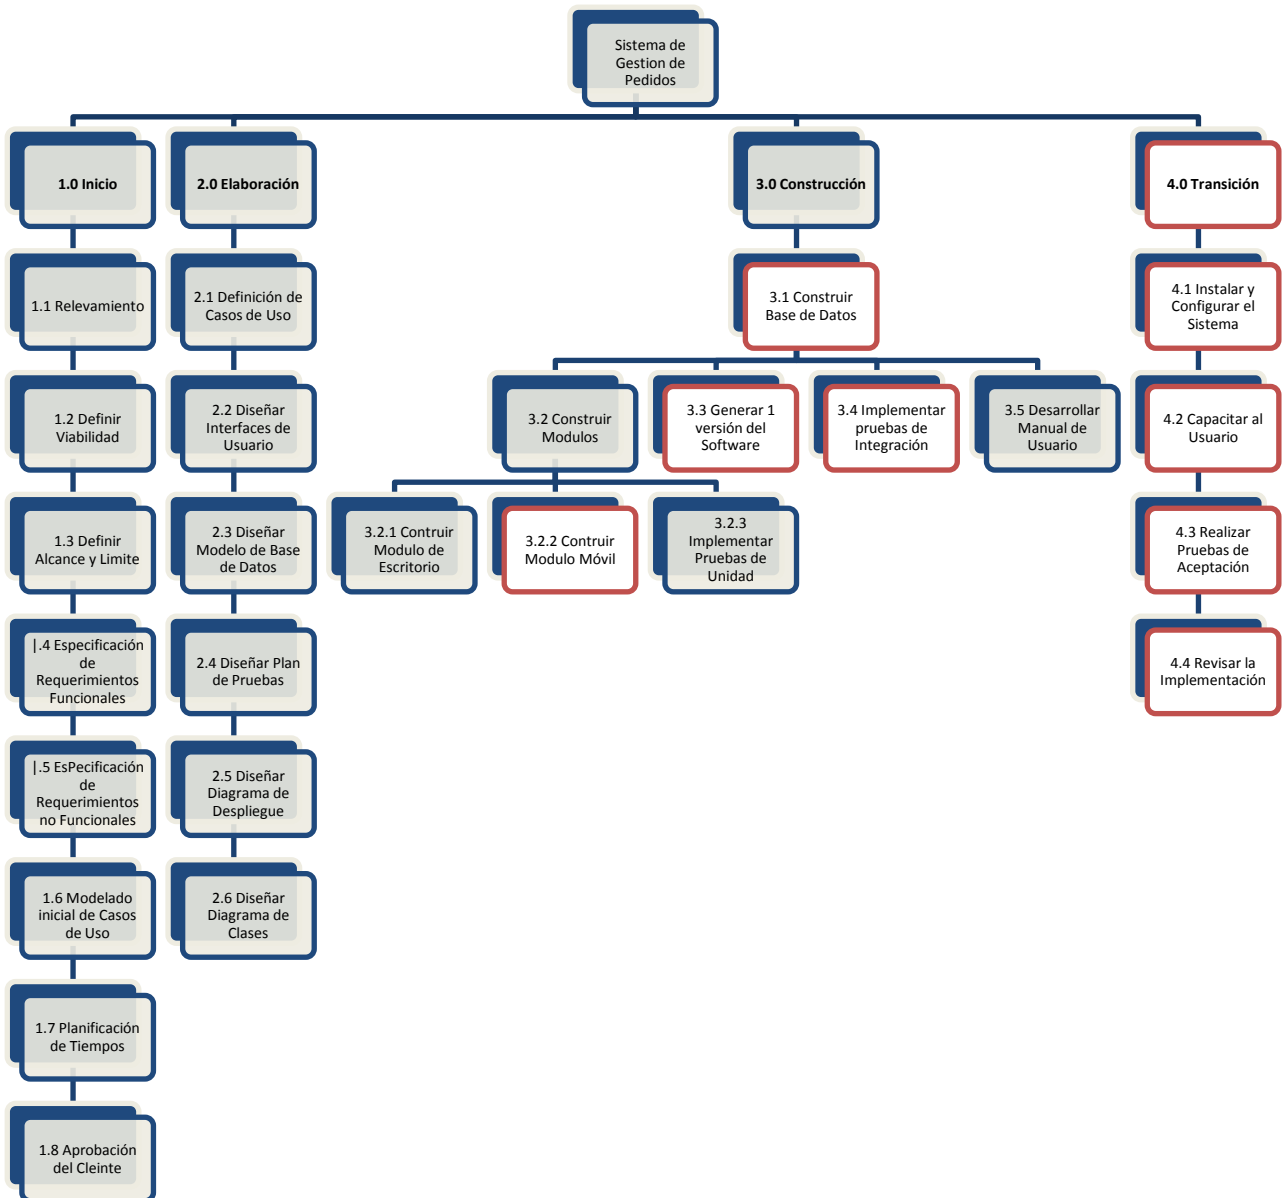 Sistema de
Gestion de
Pedidos
1.0 Inicio
2.0 Elaboración
3.0 Construcción
4.0 Transición
1.1 Relevamiento
2.1 Definición de
Casos de Uso
3.1 Construir
Base de Datos
4.1 Instalar y
Configurar el
Sistema
1.2 Definir
Viabilidad
2.2 Diseñar
Interfaces de
Usuario
3.2 Construir
Modulos
3.3 Generar 1
versión del
Software
3.4 Implementar
pruebas de
Integración
3.5 Desarrollar
Manual de
Usuario
4.2 Capacitar al
Usuario
1.3 Definir
Alcance y Limite
2.3 Diseñar
Modelo de Base
de Datos
3.2.1 Contruir
Modulo de
Escritorio
3.2.2 Contruir
Modulo Móvil
3.2.3
Implementar
Pruebas de
Unidad
4.3 Realizar
Pruebas de
Aceptación
|.4 Especificación
de
Requerimientos
Funcionales
2.4 Diseñar Plan
de Pruebas
4.4 Revisar la
Implementación
|.5 EsPecificación
de
Requerimientos
no Funcionales
2.5 Diseñar
Diagrama de
Despliegue
1.6 Modelado
inicial de Casos
de Uso
2.6 Diseñar
Diagrama de
Clases
1.7 Planificación
de Tiempos
1.8 Aprobación
del Cleinte